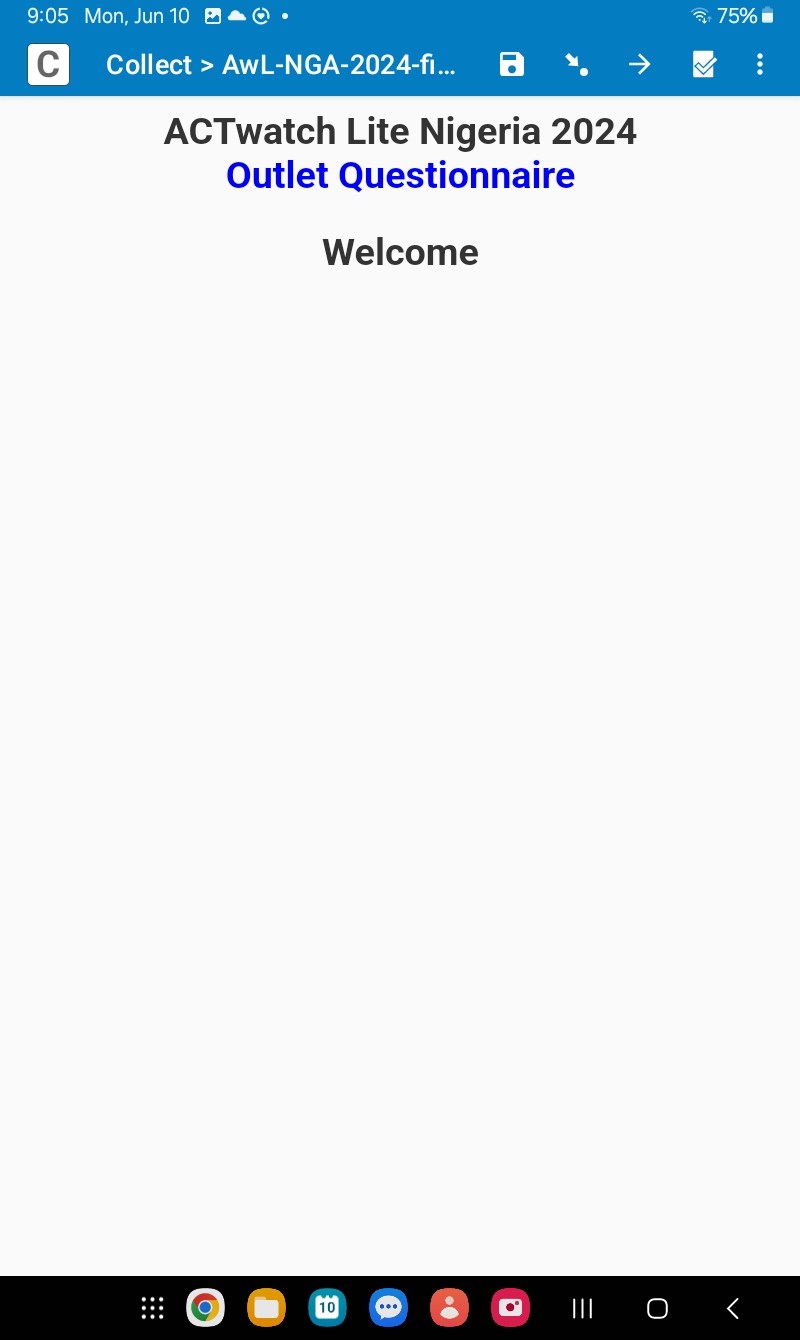 9:05 Mon, Jun 10 75%
C Collect > AwL-NGA-2024-fi...
ACTwatch Lite Nigeria 2024
Outlet Questionnaire
Welcome
10